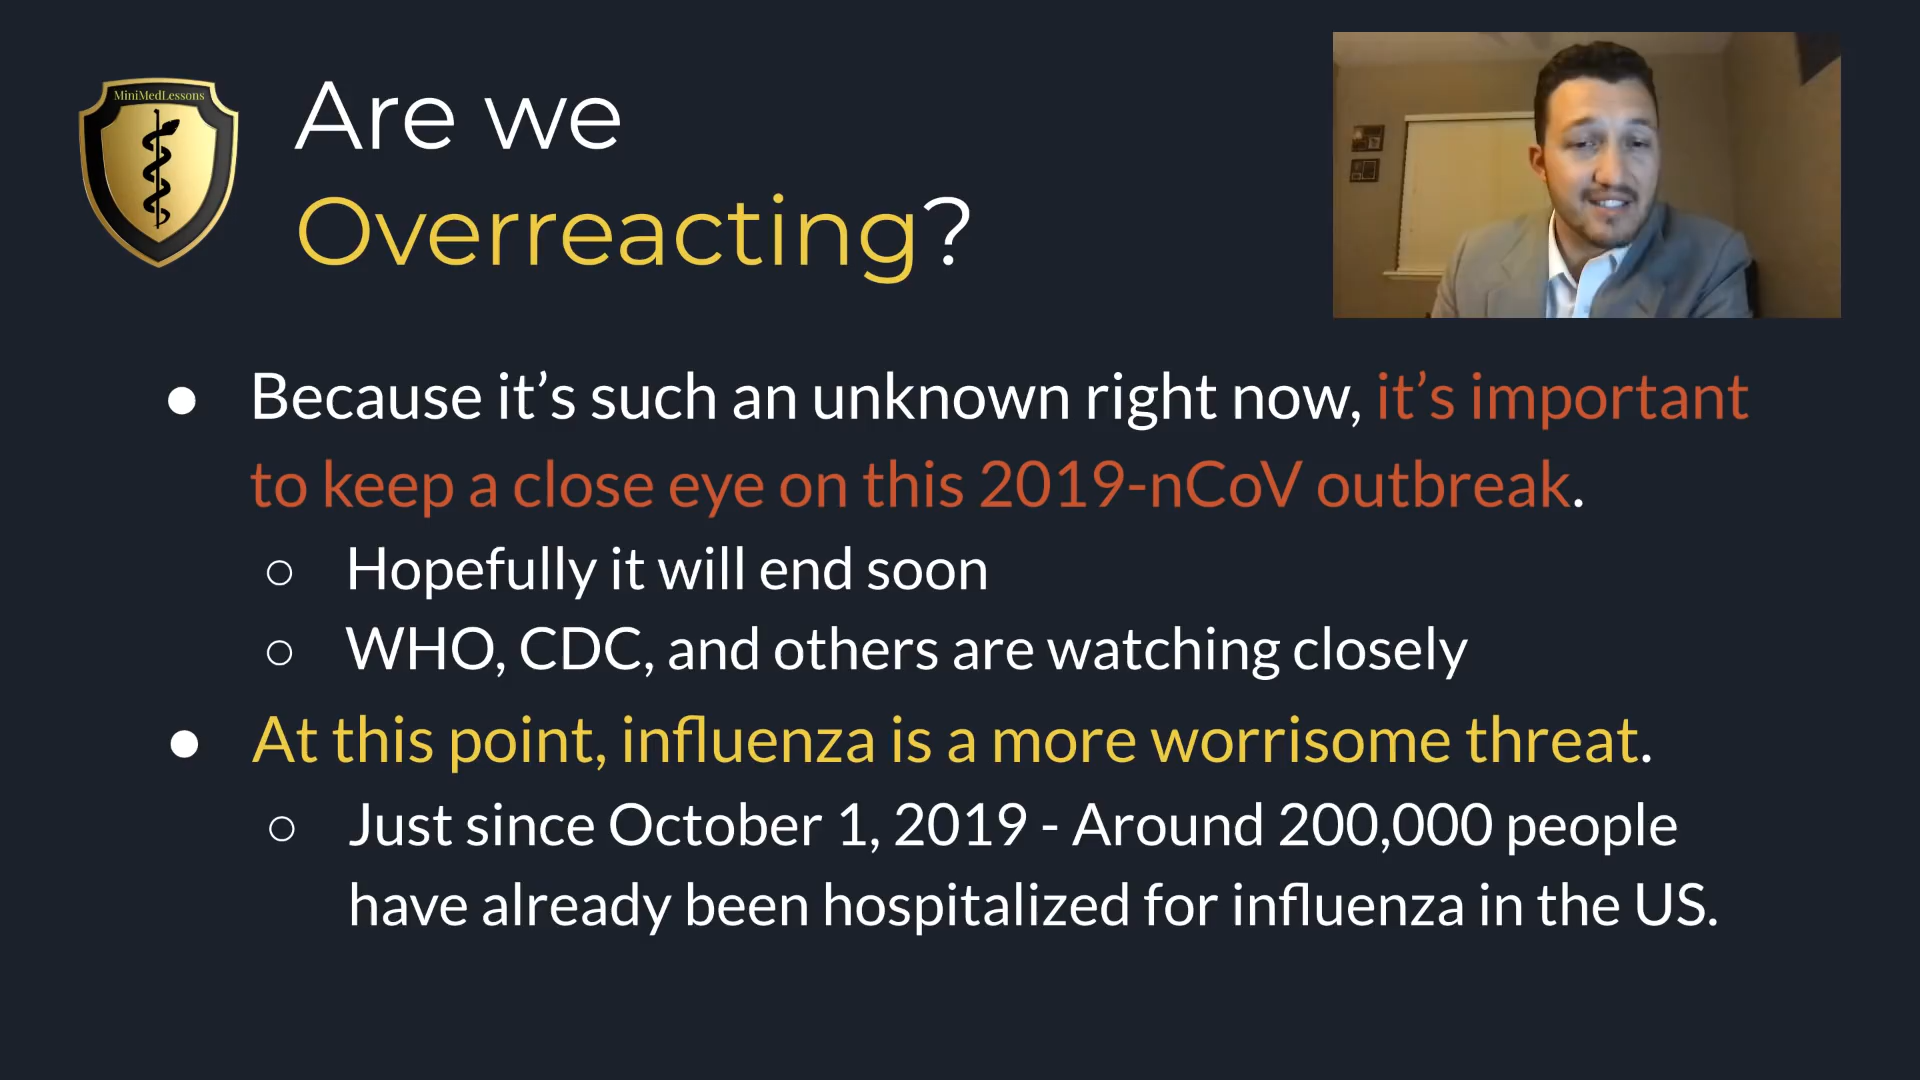 MiniMedLessons
Are we
Overreacting?
● Because it’s such an unknown right now, it’s important
to keep a close eye on this 2019-nCoV outbreak.
○ Hopefully it will end soon
○ WHO, CDC, and others are watching closely
● At this point, influenza is a more worrisome threat.
○ Just since October 1, 2019 - Around 200,000 people
have already been hospitalized for influenza in the US.